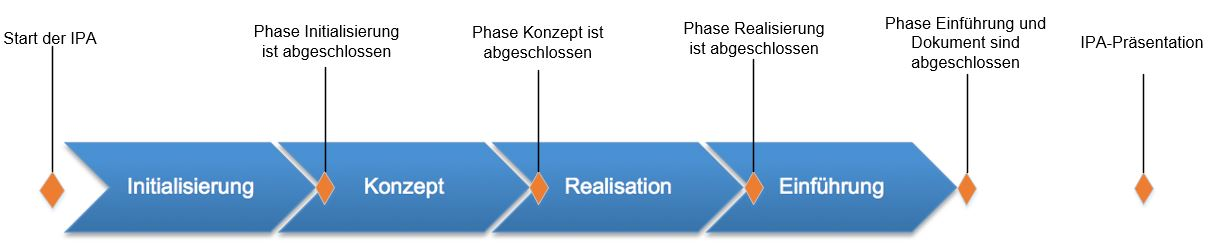 Start der IPA
Phase Initialisierung
ist abgeschlossen
Phase Konzept ist
abgeschlossen
Phase Realisierung
ist abgeschlossen
Phase Einführung und
Dokument sind
abgeschlossen
IPA-Präsentation
Initialisierung
Konzept
Realisation
Einführung